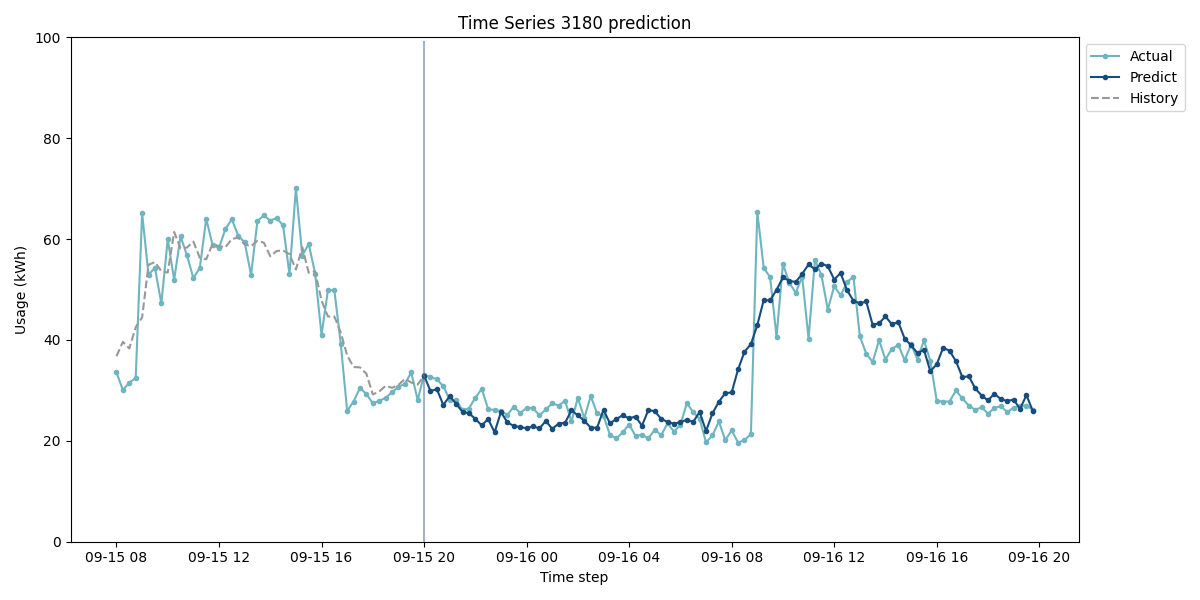 Time Series 3180 prediction
Usage (kWh)
100
80
60
40
20
0
09-15 08
09-15 12
09-15 16
09-15 20
09-16 00
09-16 04
09-16 08
09-16 12
09-16 16
09-16 20
Time step
Actual
Predict
History